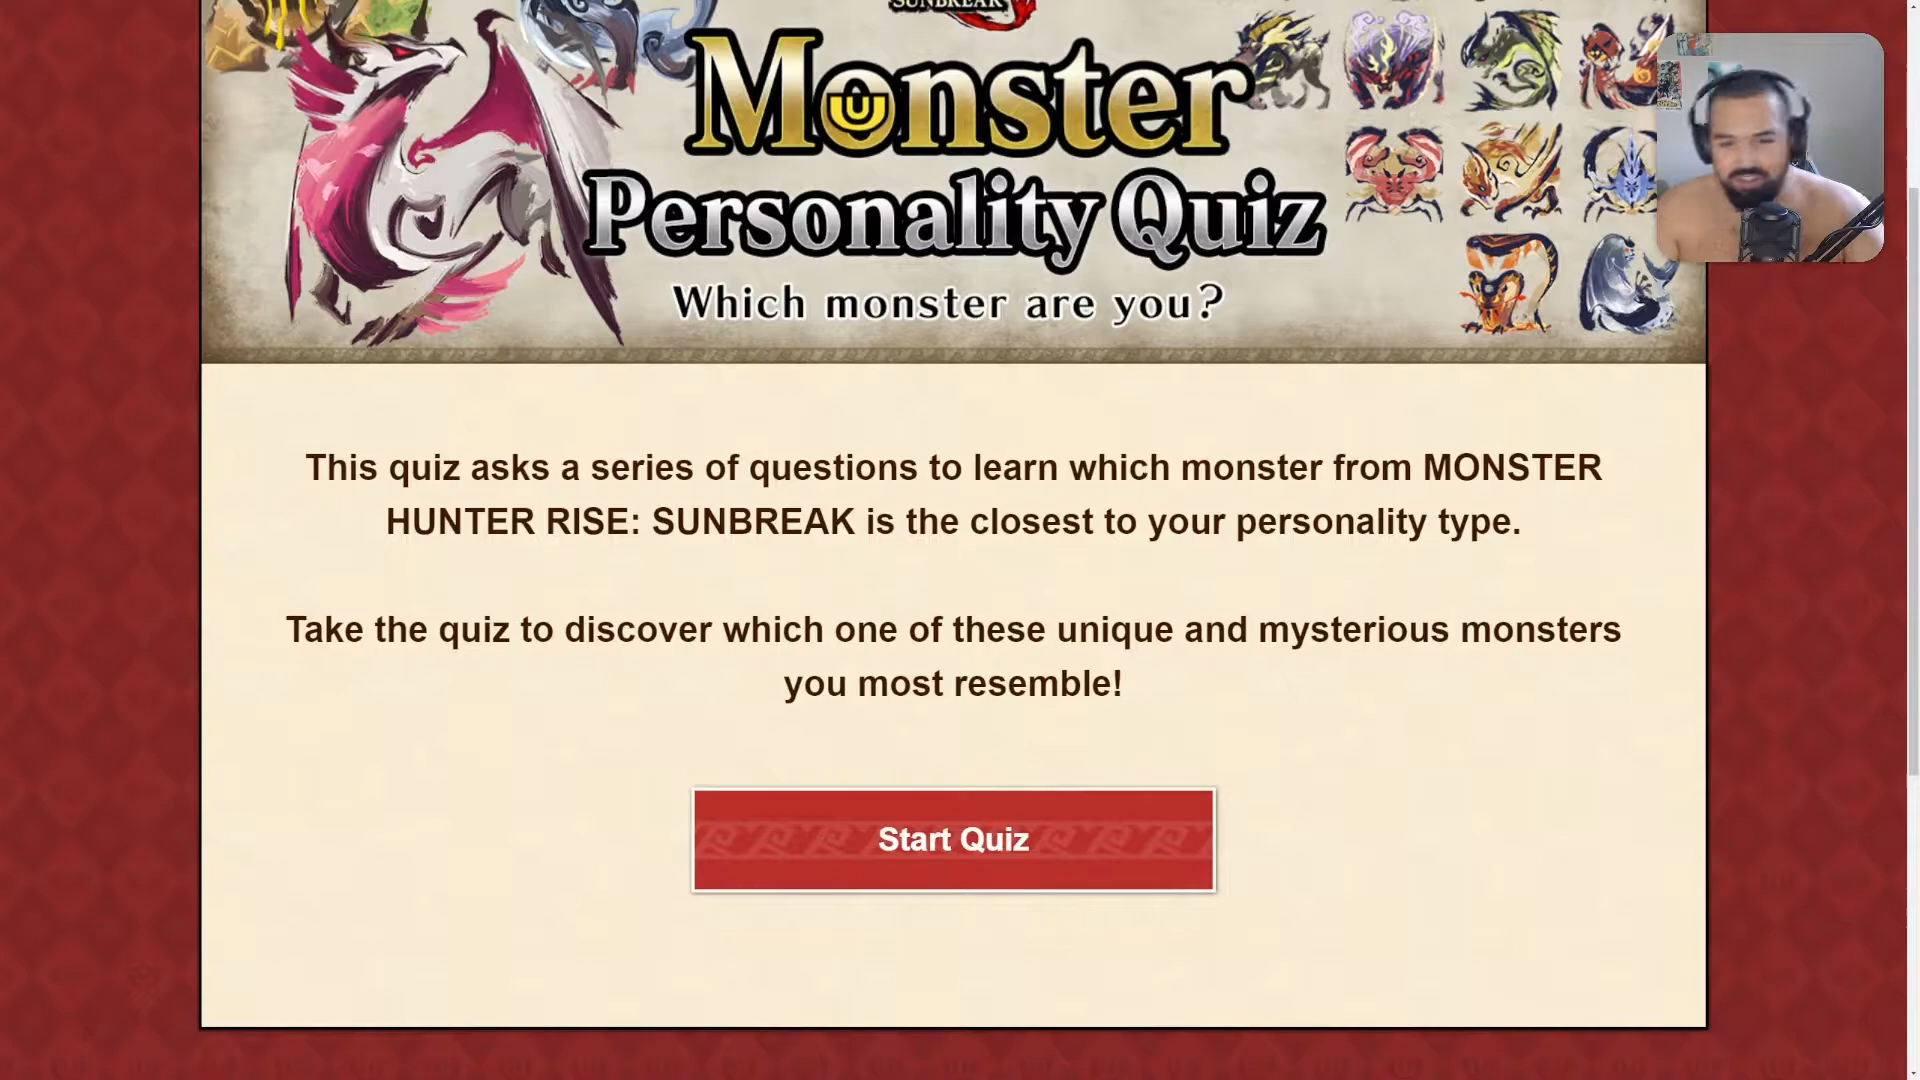 SUNBREAK
Monster
Personality Quiz
Which monster are you?
This quiz asks a series of questions to learn which monster from MONSTER
HUNTER RISE: SUNBREAK is the closest to your personality type.
Take the quiz to discover which one of these unique and mysterious monsters
you most resemble!
Start Quiz